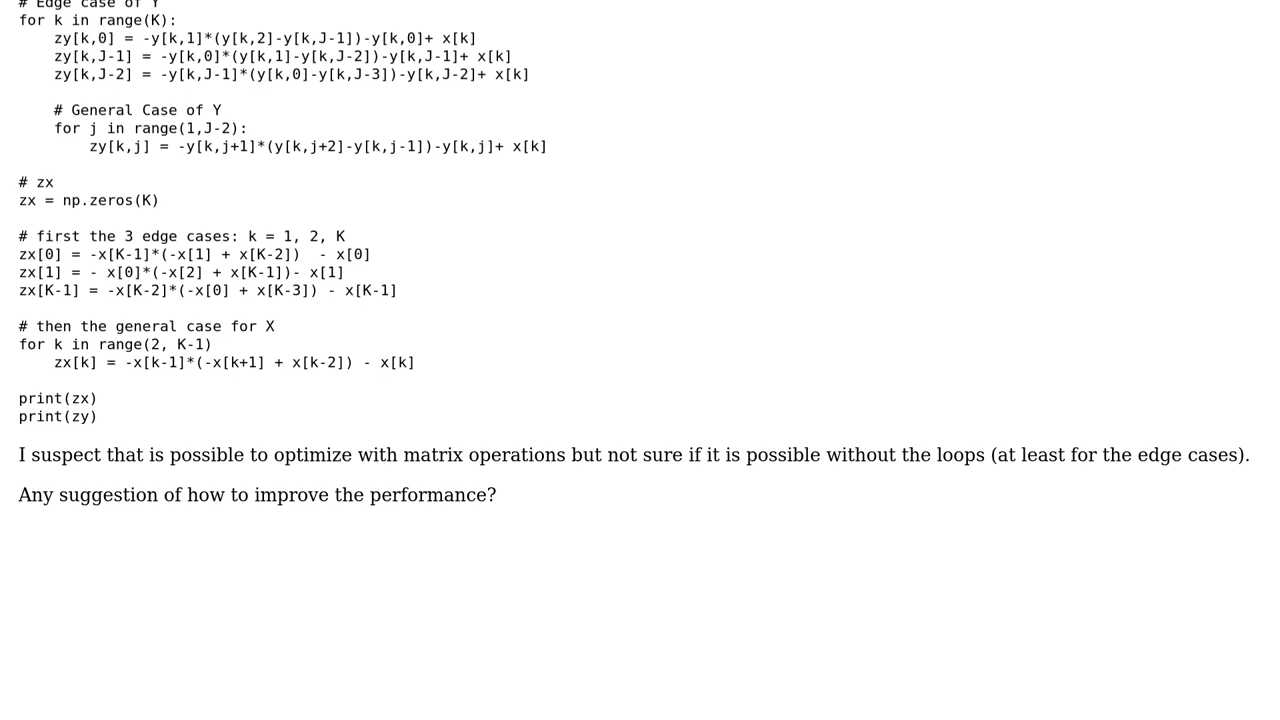 # Edge case of Y
for k in range(K):
    zy[k,0] = -y[k,1]*(y[k,2]-y[k,J-1])-y[k,0]+ x[k]
    zy[k,J-1] = -y[k,0]*(y[k,1]-y[k,J-2])-y[k,J-1]+ x[k]
    zy[k,J-2] = -y[k,J-1]*(y[k,0]-y[k,J-3])-y[k,J-2]+ x[k]

    # General Case of Y
    for j in range(1,J-2):
        zy[k,j] = -y[k,j+1]*(y[k,j+2]-y[k,j-1])-y[k,j]+ x[k]

# zx
zx = np.zeros(K)

# first the 3 edge cases: k = 1, 2, K
zx[0] = -x[K-1]*(-x[1] + x[K-2])  - x[0]
zx[1] = - x[0]*(-x[2] + x[K-1])- x[1]
zx[K-1] = -x[K-2]*(-x[0] + x[K-3]) - x[K-1]

# then the general case for X
for k in range(2, K-1)
    zx[k] = -x[k-1]*(-x[k+1] + x[k-2]) - x[k]

print(zx)
print(zy)
I suspect that is possible to optimize with matrix operations but not sure if it is possible without the loops (at least for the edge cases).
Any suggestion of how to improve the performance?